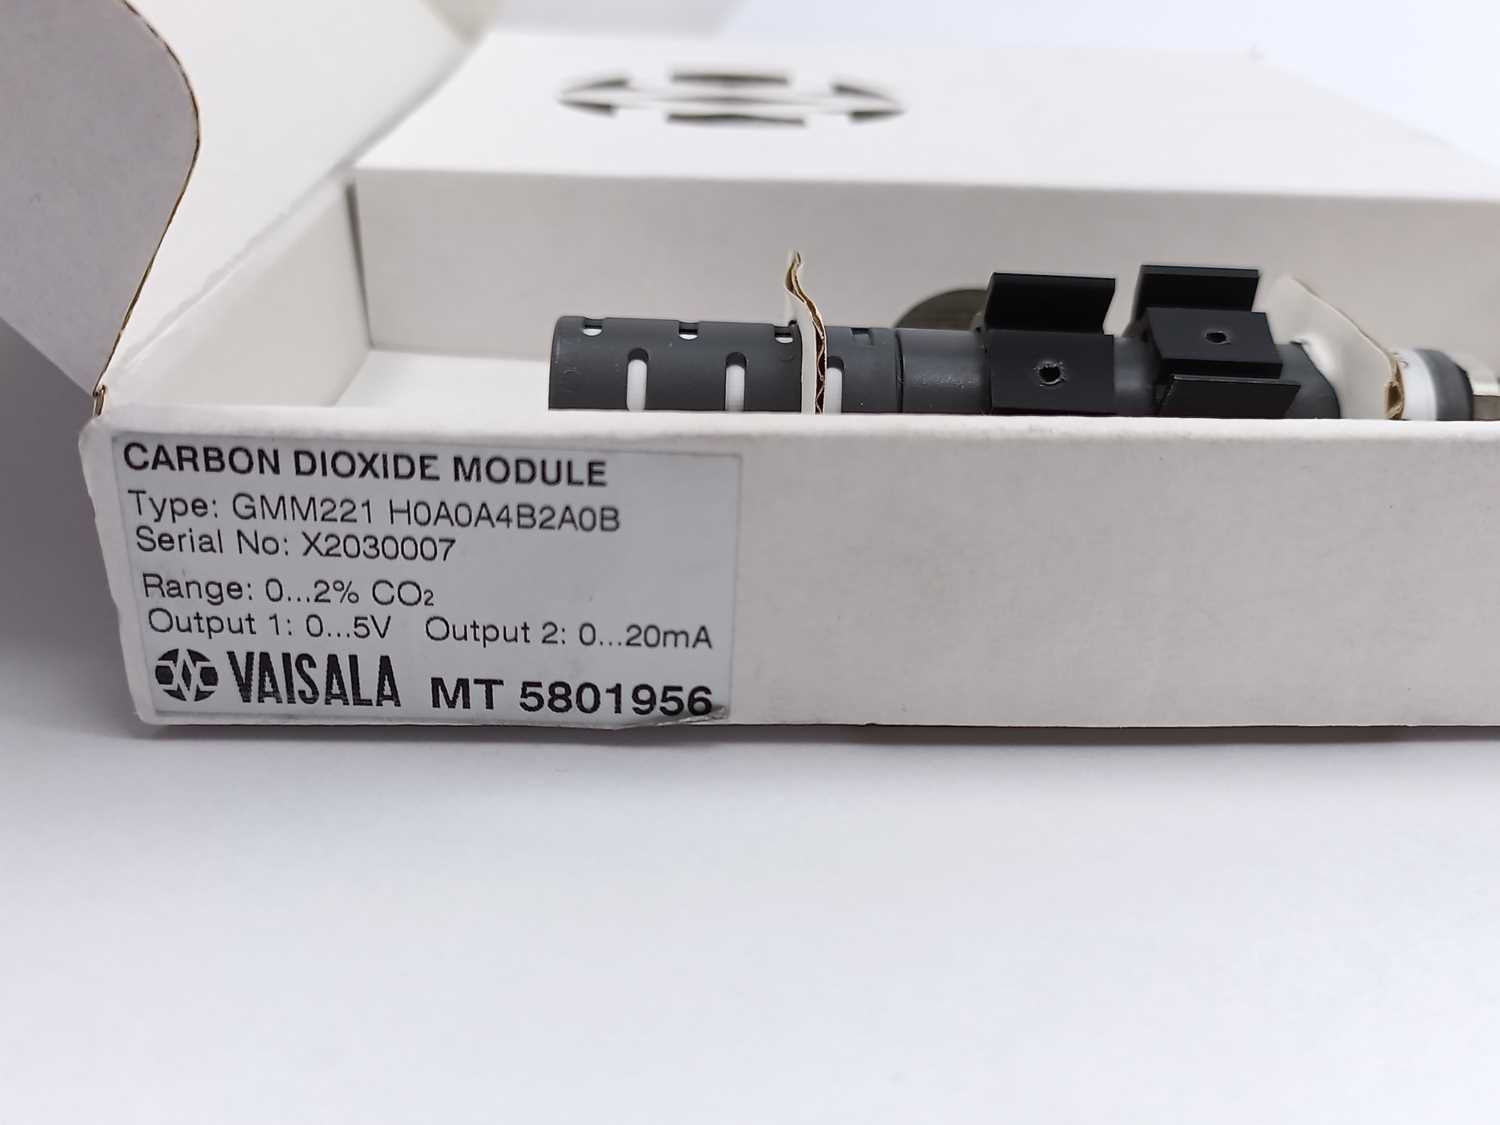 CARBON DIOXIDE MODULE
Type: GMM221 H0A0A4B2A0B
Serial No: X2030007
Range: 0...2% CO₂
Output 1: 0...5V Output 2: 0...20mA
VAISALA MT 5801956